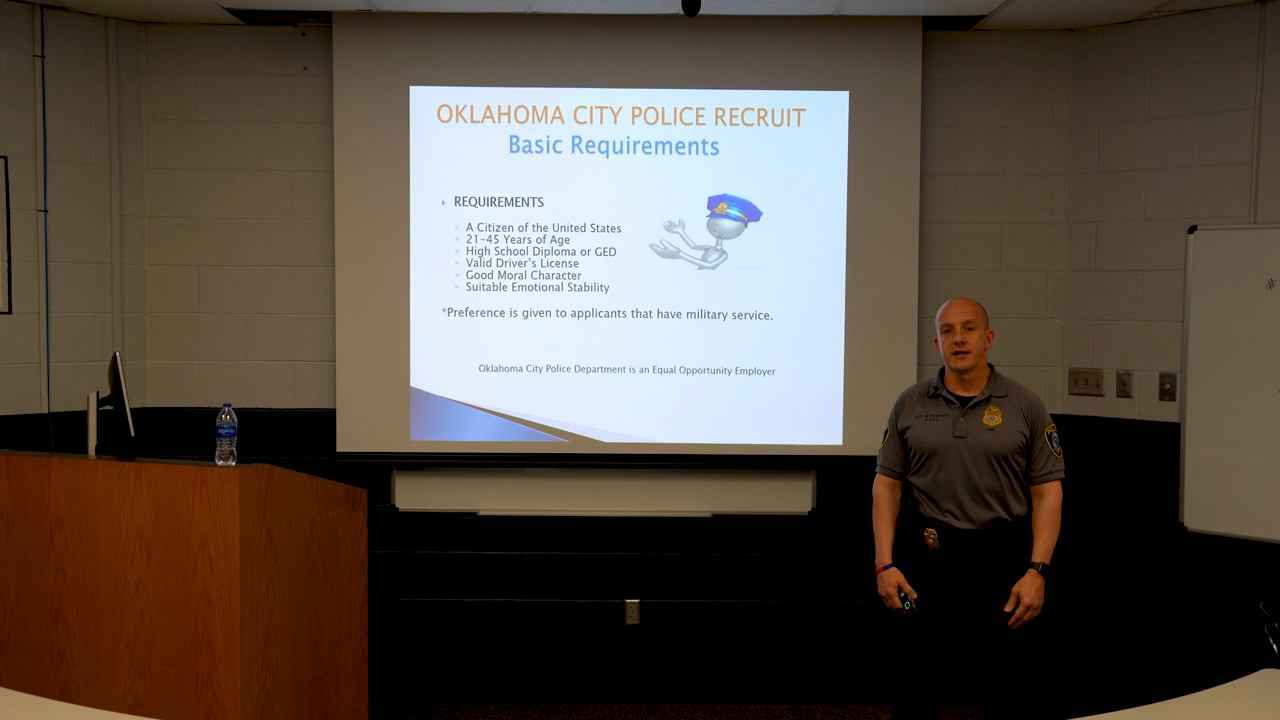 OKLAHOMA CITY POLICE RECRUIT
Basic Requirements
REQUIREMENTS
A Citizen of the United States
21-45 Years of Age
High School Diploma or GED
Valid Driver's License
Good Moral Character
Suitable Emotional Stability
*Preference is given to applicants that have military service.
Oklahoma City Police Department is an Equal Opportunity Employer
#